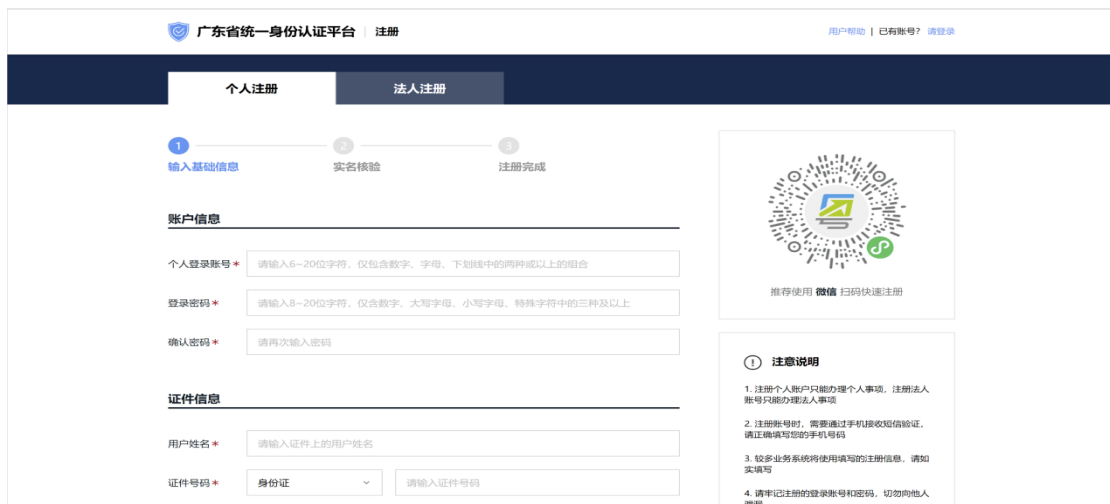 广东省统一身份认证平台 | 注册
用户帮助 | 已有账号? 请登录
个人注册 法人注册
1 2 3
输入基础信息 实名核验 注册完成
账户信息
个人登录账号* 请输入6~20位字符，仅包含数字、字母、下划线中的两种或以上的组合
登录密码* 请输入8~20位字符，仅含数字、大写字母、小写字母、特殊字符中的三种及以上
确认密码* 请再次输入密码
证件信息
用户姓名* 请输入证件上的用户姓名
证件号码* 身份证 请输入证件号码
推荐使用 微信 扫码快速注册
注意说明
1. 注册个人账户只能办理个人事项，注册法人
账号只能办理法人事项
2. 注册账号时，需要通过手机接收短信验证，
请正确填写您的手机号码
3. 较多业务系统将使用填写的注册信息，请如
实填写
4. 请牢记注册的登录账号和密码，切勿向他人